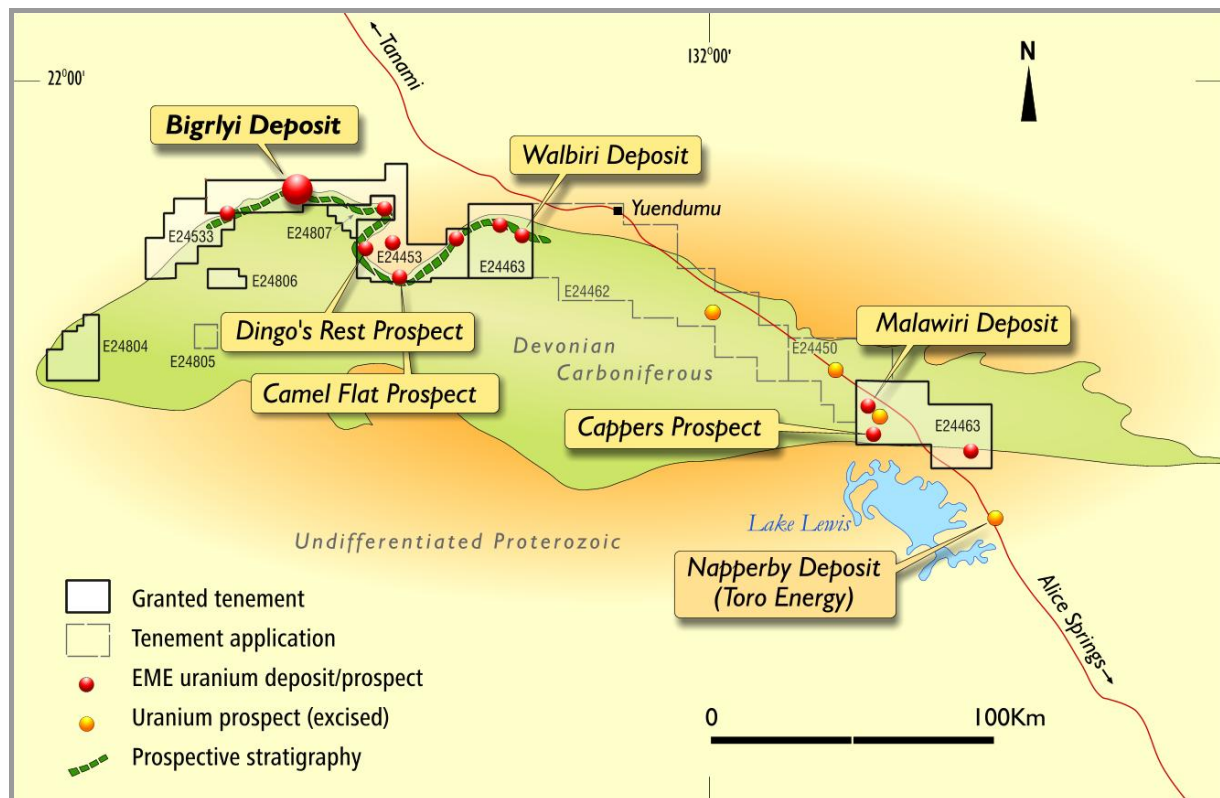 22°00'
132°00'
Tanami
N
Bigrlyi Deposit
Walbiri Deposit
Yuendumu
E24533
E24807
E24453
E24463
E24806
E24462
E24804
E24805
Dingo's Rest Prospect
Devonian
Carboniferous
E24450
Malawiri Deposit
Camel Flat Prospect
Cappers Prospect
E24463
Lake Lewis
Undifferentiated Proterozoic
Napperby Deposit
(Toro Energy)
Alice Springs
Granted tenement
Tenement application
EME uranium deposit/prospect
Uranium prospect (excised)
Prospective stratigraphy
0
100Km